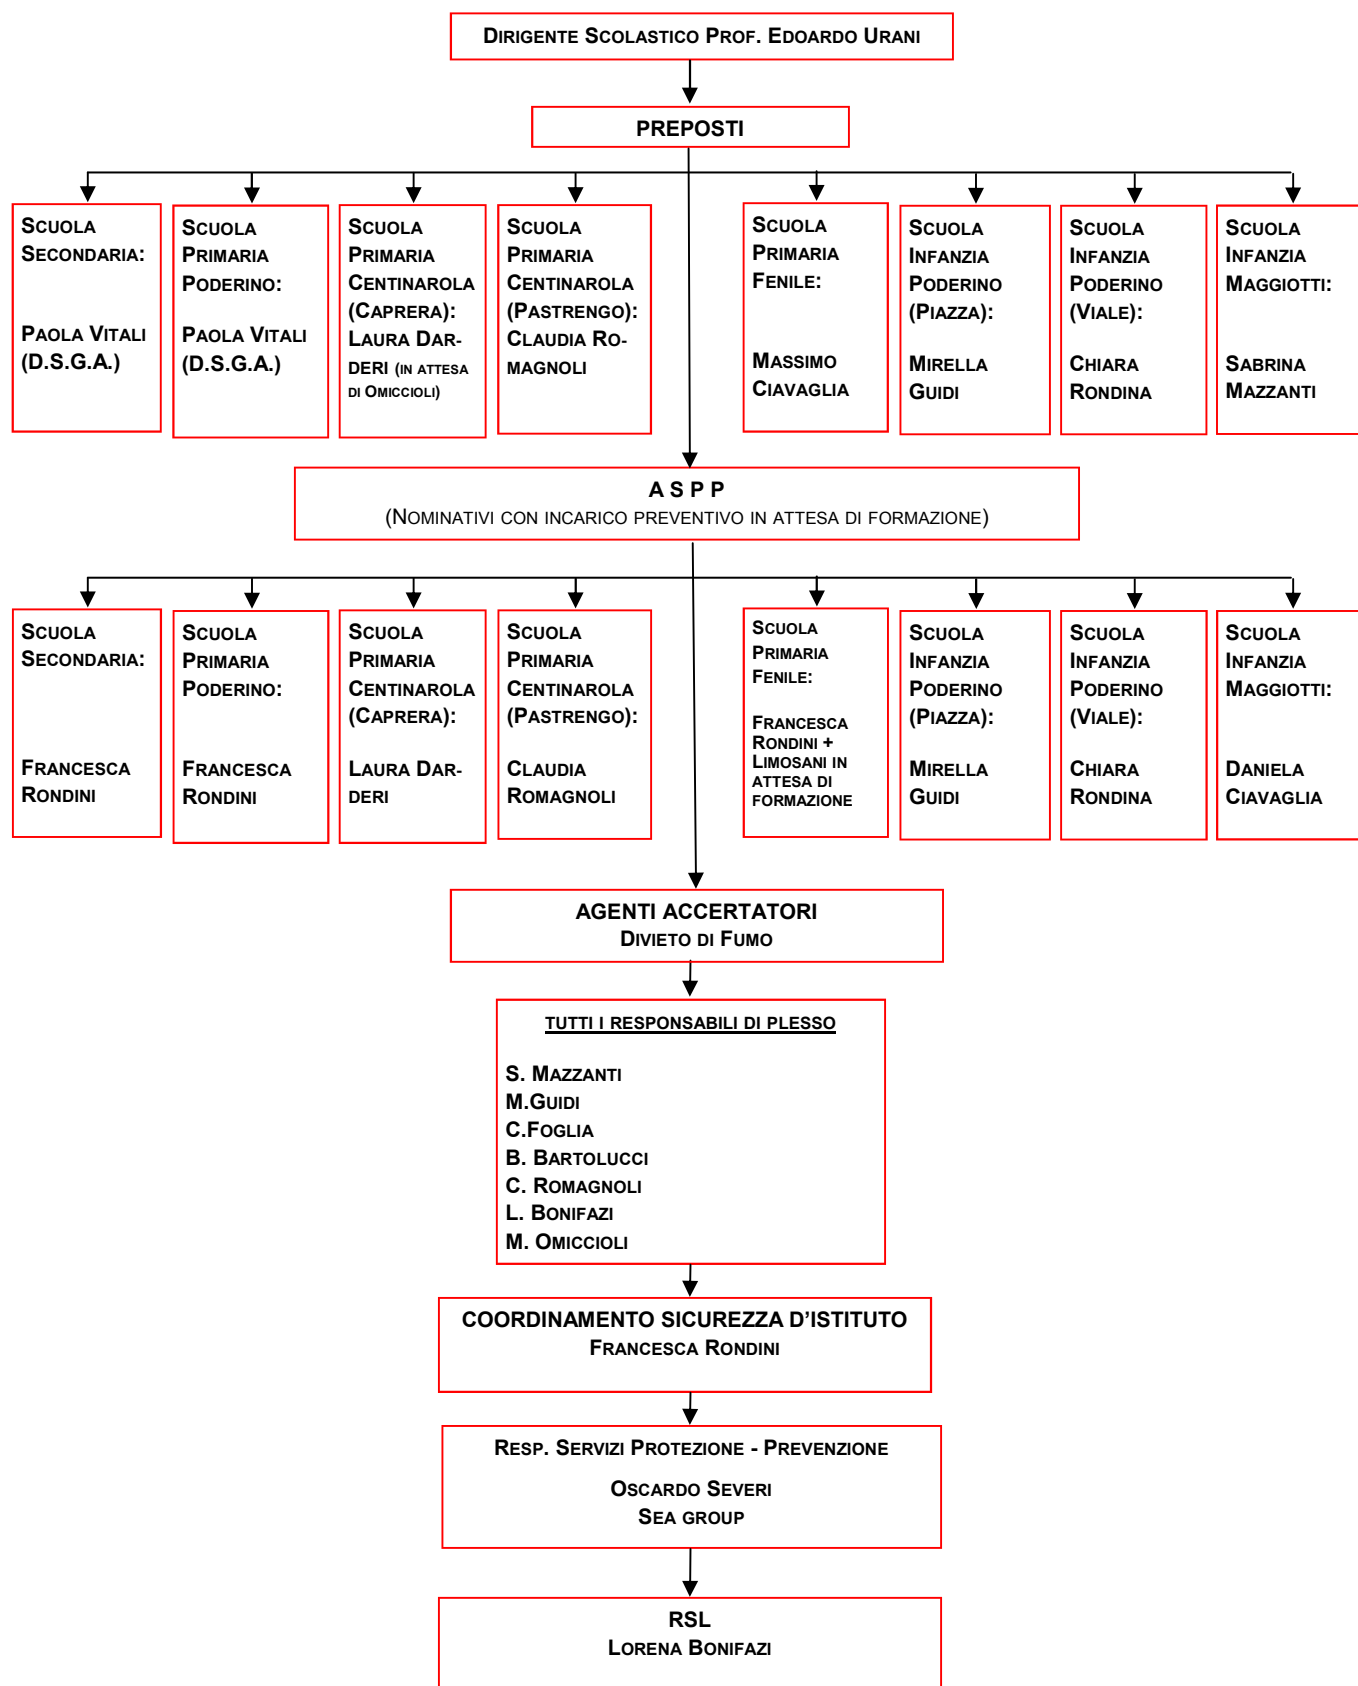 DIRIGENTE SCOLASTICO PROF. EDOARDO URANI
PREPOSTI
SCUOLA
SECONDARIA:
PAOLA VITALI
(D.S.G.A.)
SCUOLA
PRIMARIA
PODERINO:
PAOLA VITALI
(D.S.G.A.)
SCUOLA
PRIMARIA
CENTINAROLA
(CAPRERA):
LAURA DAR-
DERI (IN ATTESA
DI OMICCIOLI)
SCUOLA
PRIMARIA
CENTINAROLA
(PASTRENGO):
CLAUDIA RO-
MAGNOLI
SCUOLA
PRIMARIA
FENILE:
MASSIMO
CIAVAGLIA
SCUOLA
INFANZIA
PODERINO
(PIAZZA):
MIRELLA
GUIDI
SCUOLA
INFANZIA
PODERINO
(VIALE):
CHIARA
RONDINA
SCUOLA
INFANZIA
MAGGIOTTI:
SABRINA
MAZZANTI
A S P P
(NOMINATIVI CON INCARICO PREVENTIVO IN ATTESA DI FORMAZIONE)
SCUOLA
SECONDARIA:
FRANCESCA
RONDINI
SCUOLA
PRIMARIA
PODERINO:
FRANCESCA
RONDINI
SCUOLA
PRIMARIA
CENTINAROLA
(CAPRERA):
LAURA DAR-
DERI
SCUOLA
PRIMARIA
CENTINAROLA
(PASTRENGO):
CLAUDIA
ROMAGNOLI
SCUOLA
PRIMARIA
FENILE:
FRANCESCA
RONDINI +
LIMOSANI IN
ATTESA DI
FORMAZIONE
SCUOLA
INFANZIA
PODERINO
(PIAZZA):
MIRELLA
GUIDI
SCUOLA
INFANZIA
PODERINO
(VIALE):
CHIARA
RONDINA
SCUOLA
INFANZIA
MAGGIOTTI:
DANIELA
CIAVAGLIA
AGENTI ACCERTATORI
DIVIETO DI FUMO
TUTTI I RESPONSABILI DI PLESSO
S. MAZZANTI
M.GUIDI
C.FOGLIA
B. BARTOLUCCI
C. ROMAGNOLI
L. BONIFAZI
M. OMICCIOLI
COORDINAMENTO SICUREZZA D’ISTITUTO
FRANCESCA RONDINI
RESP. SERVIZI PROTEZIONE - PREVENZIONE
OSCARDO SEVERI
SEA GROUP
RSL
LORENA BONIFAZI